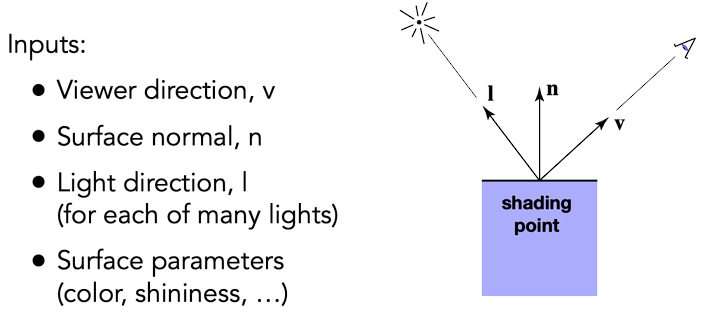 Inputs:
● Viewer direction, v
● Surface normal, n
● Light direction, l
(for each of many lights)
● Surface parameters
(color, shininess, …)
l
n
v
shading
point